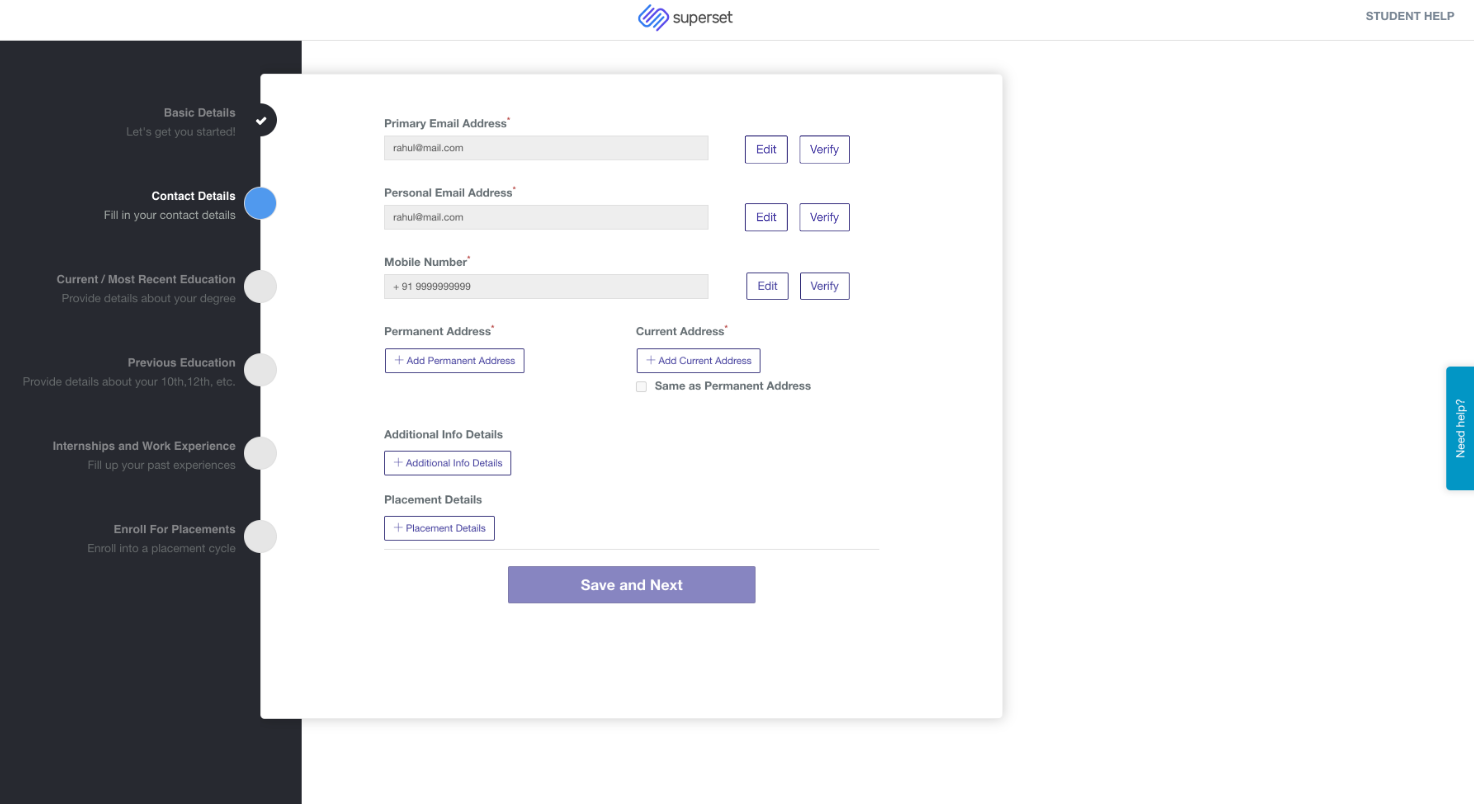 superset
STUDENT HELP
Basic Details
Let's get you started!
Contact Details
Fill in your contact details
Current / Most Recent Education
Provide details about your degree
Previous Education
Provide details about your 10th,12th, etc.
Internships and Work Experience
Fill up your past experiences
Enroll For Placements
Enroll into a placement cycle
Primary Email Address*
rahul@mail.com
Edit Verify
Personal Email Address*
rahul@mail.com
Edit Verify
Mobile Number*
+ 91 9999999999
Edit Verify
Permanent Address* Current Address*
+ Add Permanent Address + Add Current Address
Same as Permanent Address
Additional Info Details
+ Additional Info Details
Placement Details
+ Placement Details
Save and Next
Need help?